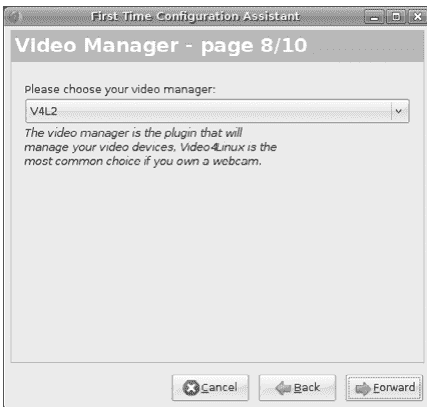 First Time Configuration Assistant
Video Manager - page 8/10
Please choose your video manager:
V4L2
The video manager is the plugin that will
manage your video devices, Video4Linux is the
most common choice if you own a webcam.
Cancel
Back
Forward